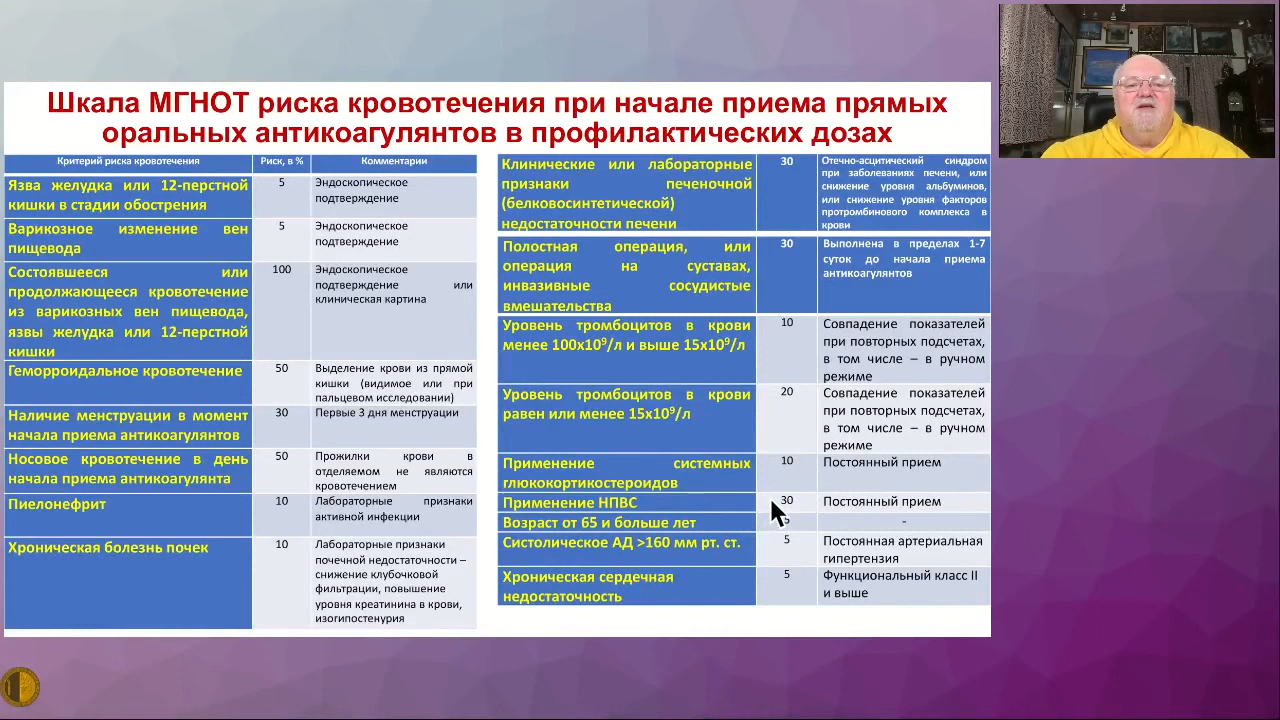 Шкала МГНОТ риска кровотечения при начале приема прямых
оральных антикоагулянтов в профилактических дозах
Критерий риска кровотечения Риск, в % Комментарии
Язва желудка или 12-перстной
кишки в стадии обострения
5
Эндоскопическое
подтверждение
Варикозное изменение вен
пищевода
5
Эндоскопическое
подтверждение
Состоявшееся или
продолжающееся кровотечение
из варикозных вен пищевода,
язвы желудка или 12-перстной
кишки
100
Эндоскопическое
подтверждение или
клиническая картина
Геморроидальное кровотечение
50
Выделение крови из прямой
кишки (видимое или при
пальцевом исследовании)
Наличие менструации в момент
начала приема антикоагулянтов
30
Первые 3 дня менструации
Носовое кровотечение в день
начала приема антикоагулянта
50
Прожилки крови в
отделяемом не являются
кровотечением
Пиелонефрит
10
Лабораторные признаки
активной инфекции
Хроническая болезнь почек
10
Лабораторные признаки
почечной недостаточности –
снижение клубочковой
фильтрации, повышение
уровня креатинина в крови,
изогипостенурия
Клинические или лабораторные
признаки печеночной
(белковосинтетической)
недостаточности печени
30
Отечно-асцитический синдром
при заболеваниях печени, или
снижение уровня альбуминов,
или снижение уровня факторов
протромбинового комплекса в
крови
Полостная операция, или
операция на суставах,
инвазивные сосудистые
вмешательства
30
Выполнена в пределах 1-7
суток до начала приема
антикоагулянтов
Уровень тромбоцитов в крови
менее 100х10⁹/л и выше 15х10⁹/л
10
Совпадение показателей
при повторных подсчетах,
в том числе – в ручном
режиме
Уровень тромбоцитов в крови
равен или менее 15х10⁹/л
20
Совпадение показателей
при повторных подсчетах,
в том числе – в ручном
режиме
Применение системных
глюкокортикостероидов
10
Постоянный прием
Применение НПВС
30
Постоянный прием
Возраст от 65 и больше лет
-
Систолическое АД >160 мм рт. ст.
5
Постоянная артериальная
гипертензия
Хроническая сердечная
недостаточность
5
Функциональный класс II
и выше